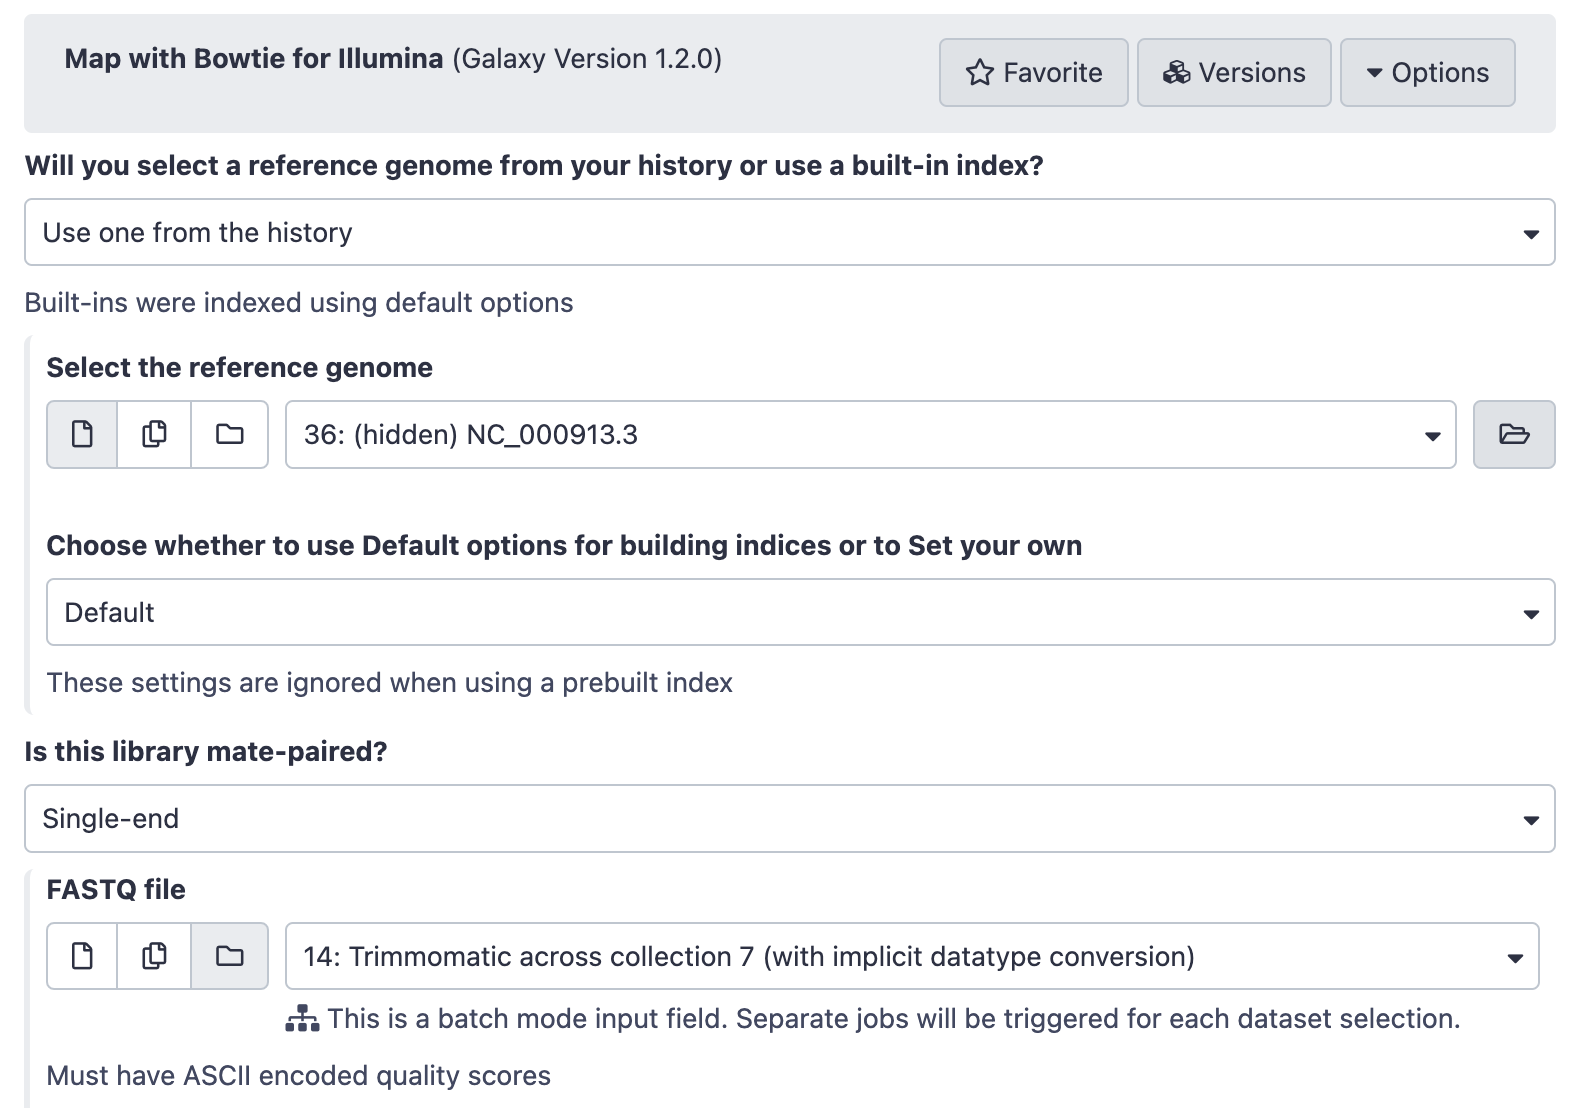 Map with Bowtie for Illumina (Galaxy Version 1.2.0)
Favorite
Versions
Options
Will you select a reference genome from your history or use a built-in index?
Use one from the history
Built-ins were indexed using default options
Select the reference genome
36: (hidden) NC_000913.3
Choose whether to use Default options for building indices or to Set your own
Default
These settings are ignored when using a prebuilt index
Is this library mate-paired?
Single-end
FASTQ file
14: Trimmomatic across collection 7 (with implicit datatype conversion)
This is a batch mode input field. Separate jobs will be triggered for each dataset selection.
Must have ASCII encoded quality scores